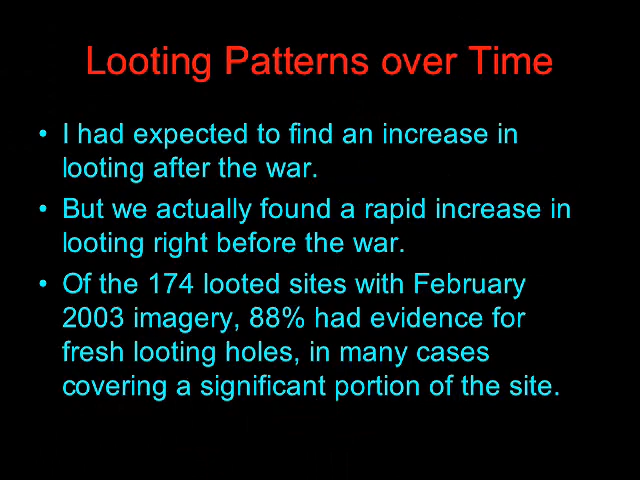 Looting Patterns over Time
• I had expected to find an increase in
looting after the war.
• But we actually found a rapid increase in
looting right before the war.
• Of the 174 looted sites with February
2003 imagery, 88% had evidence for
fresh looting holes, in many cases
covering a significant portion of the site.